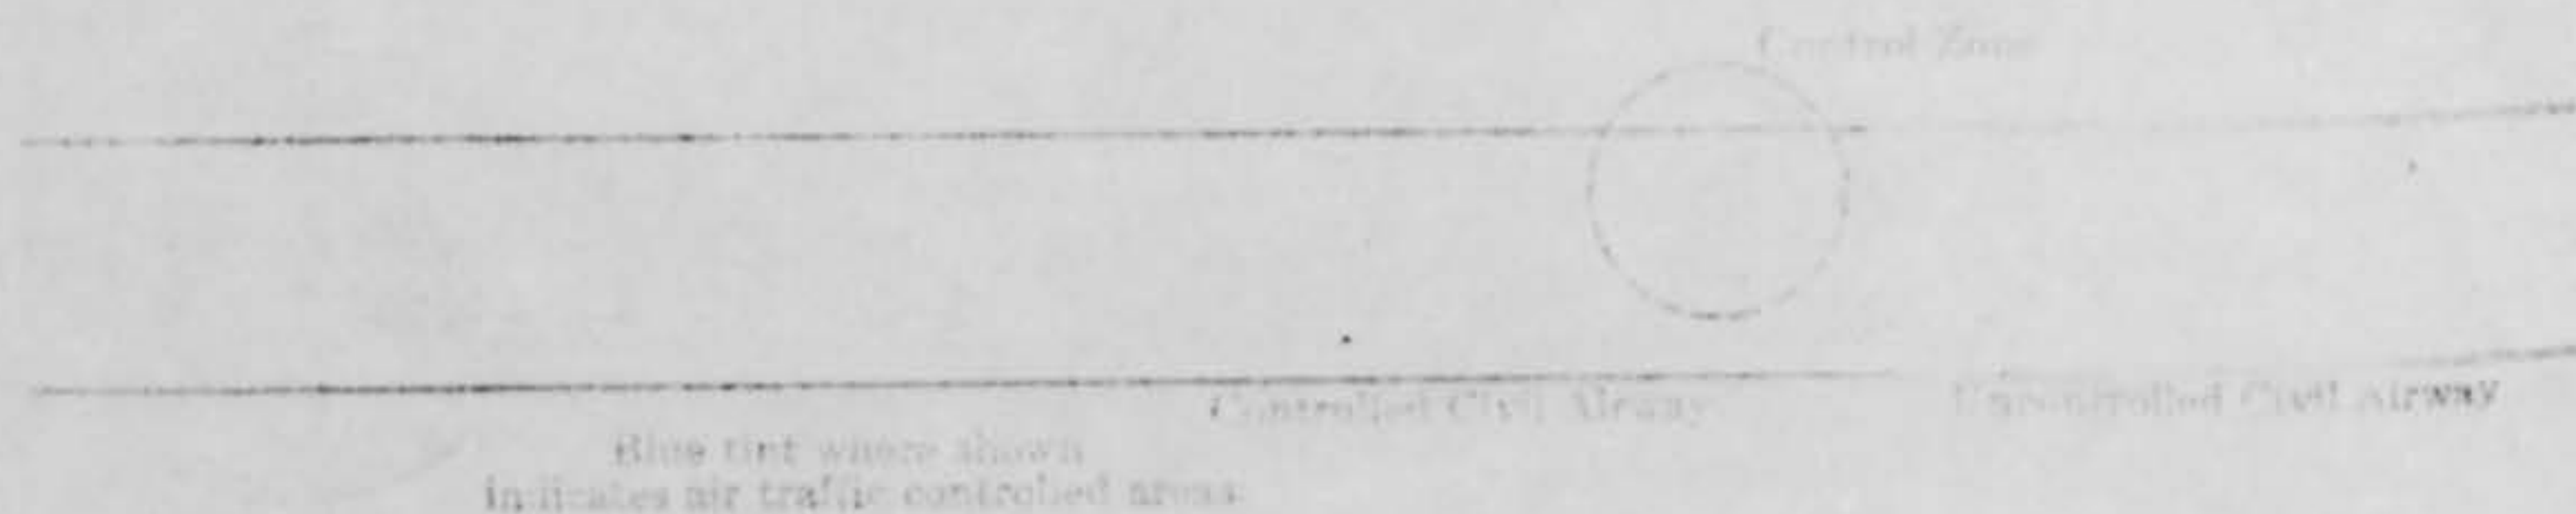 Control Zone
Controlled Civil Airway
Uncontrolled Civil Airway
Blue tint where shown
indicates air traffic controlled areas